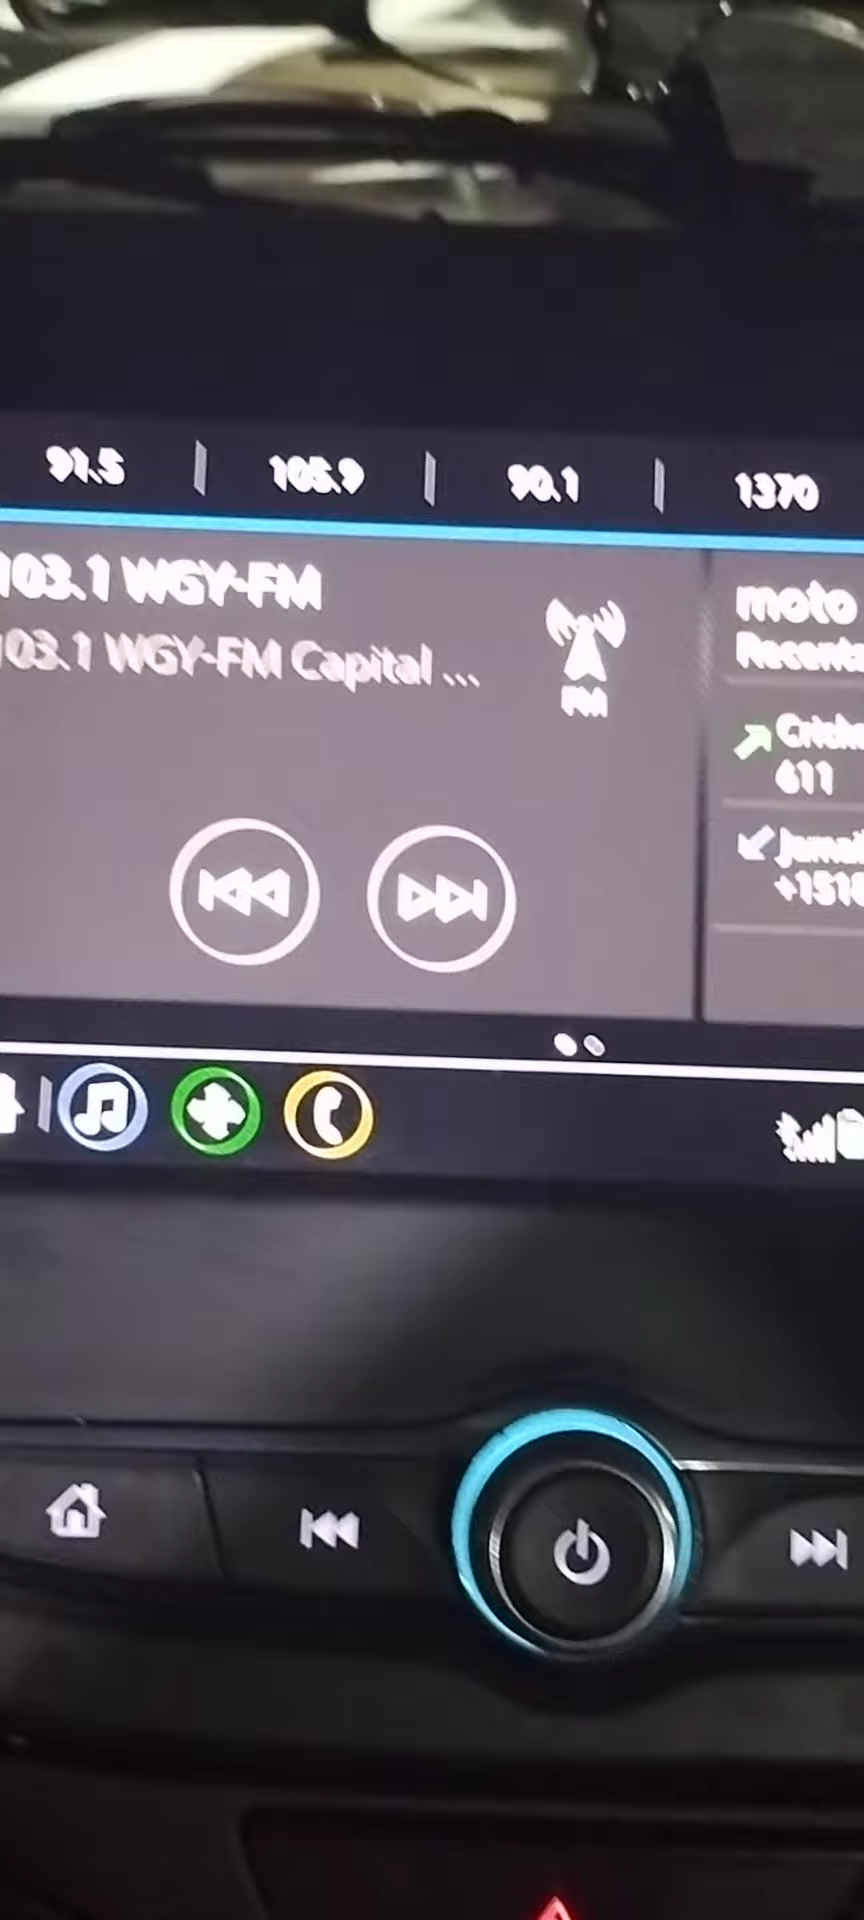 91.5 | 105.9 | 90.1 | 1370
103.1 WGY-FM
103.1 WGY-FM Capital ...
FM
moto
611